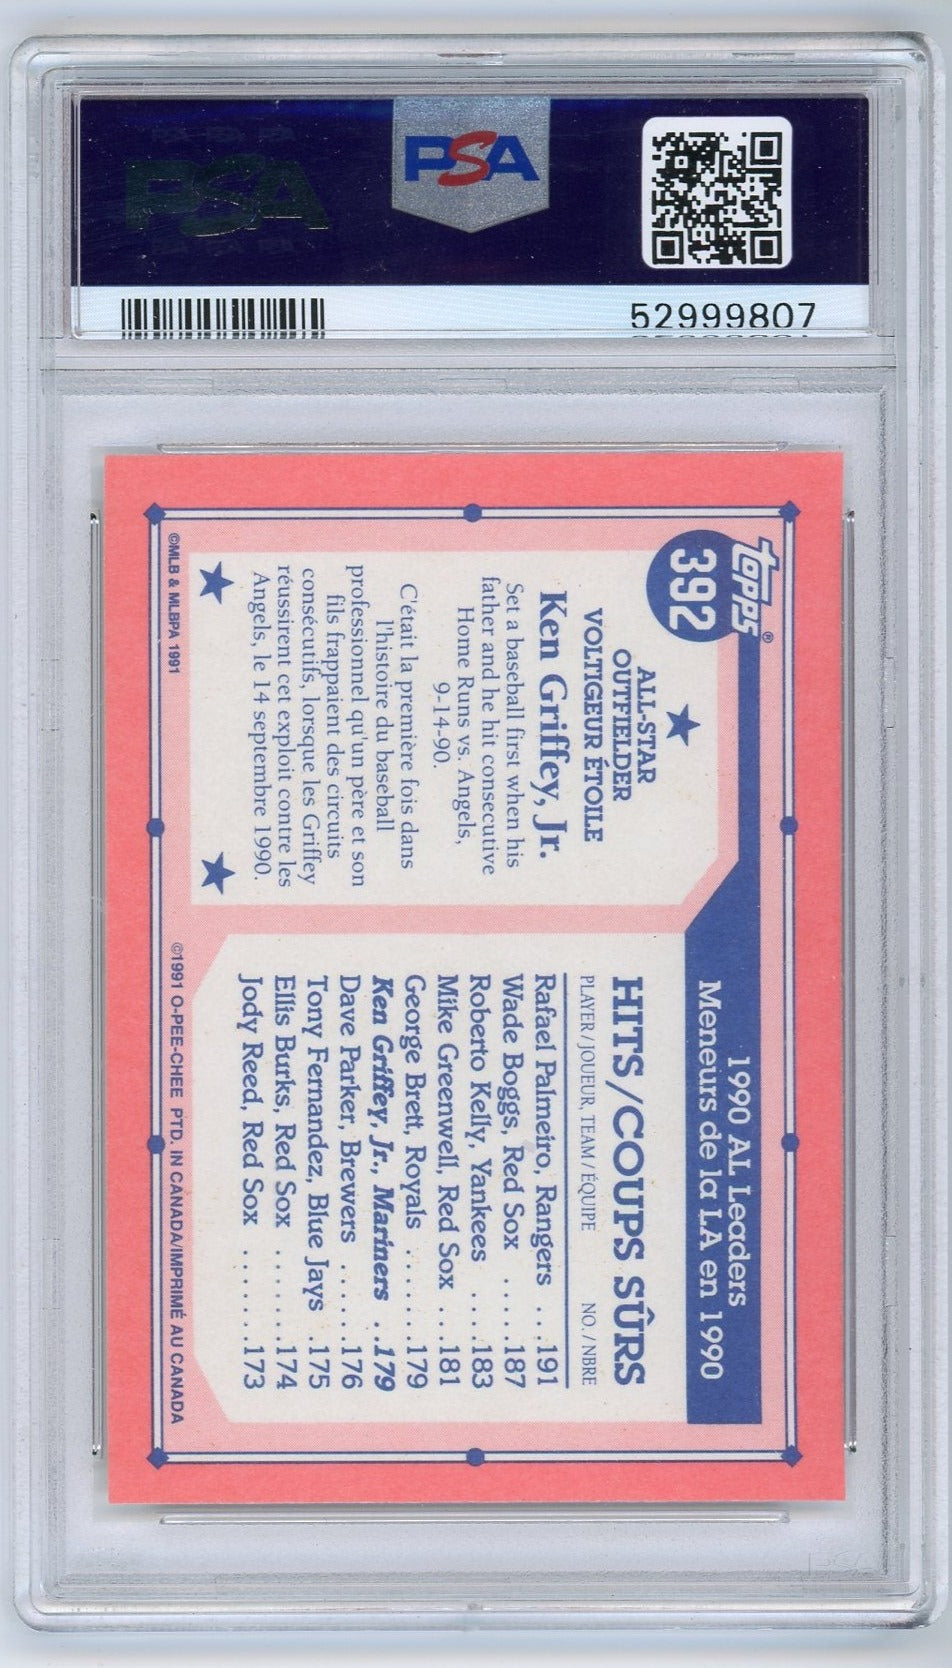 PSA
PSA
52999807
topps®
392
ALL-STAR
OUTFIELDER
VOLTIGEUR ÉTOILE
Ken Griffey, Jr.
Set a baseball first when his
father and he hit consecutive
Home Runs vs. Angels,
9-14-90.
C'était la première fois dans
l'histoire du baseball
professionnel qu'un père et son
fils frappaient des circuits
consécutifs, lorsque les Griffey
réussirent cet exploit contre les
Angels, le 14 septembre 1990.
©MLB & MLBPA 1991
1990 AL Leaders
Meneurs de la LA en 1990
HITS/COUPS SÛRS
PLAYER/JOUEUR, TEAM/ÉQUIPE NO./NBRE
Rafael Palmeiro, Rangers ...191
Wade Boggs, Red Sox ......187
Roberto Kelly, Yankees ....183
Mike Greenwell, Red Sox ...181
George Brett, Royals ........179
Ken Griffey, Jr., Mariners ..179
Dave Parker, Brewers ......176
Tony Fernandez, Blue Jays ..175
Ellis Burks, Red Sox .......174
Jody Reed, Red Sox ........173
©1991 O-PEE-CHEE PTD. IN CANADA/IMPRIMÉ AU CANADA